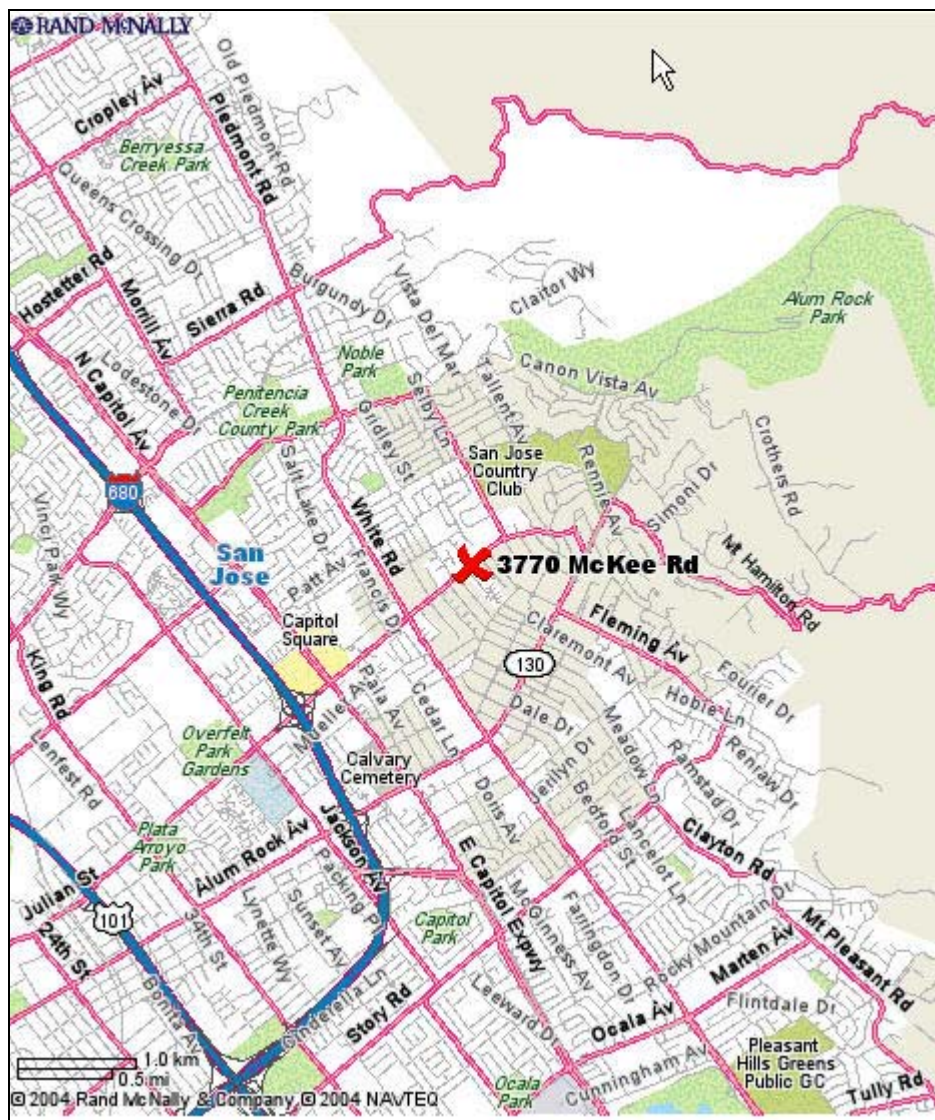 RAND MCNALLY
Old Piedmont Rd
Piedmont Rd
Cropley Av
Berryessa
Creek Park
Queens Crossing Dr
Hostetter Rd
Morrill Av
Sierra Rd
Burgundy Dr
Vista Del Mar
Claitor Wy
Alum Rock
Park
N Capitol Av
Lodestone Dr
Noble
Park
Penitencia
Creek
County Park
Gridley St
Selby Ln
Tallent Av
Canon Vista Av
Crothers Rd
San Jose
Country
Club
Rennie Av
Simoni Dr
680
Salt Lake Dr
White Rd
San
Jose
Patt Av
Francis Dr
3770 McKee Rd
Mt Hamilton Rd
Capitol
Square
King Rd
130
Claremont Av
Fleming Av
Fourier Dr
Hobie Ln
Renraw Dr
Ramstad Dr
Pala Av
Cedar Ln
Dale Dr
Meadow Ln
Overfelt
Park
Gardens
Calvary
Cemetery
Lenfest Rd
Doris Av
Bedford St
Lancelot Ln
Clayton Rd
Plata
Arroyo
Park
Alum Rock Av
Jackson Av
Julian St
101
24th St
34th St
Lynette Wy
Sunset Av
Capitol
Park
E Capitol Expwy
McGinness Av
Farringdon Dr
Rocky Mountain Dr
Marten Av
Mt Pleasant Rd
Bonita Av
Cinderella Ln
Story Rd
Leeward Dr
Ocala Av
Flintdale Dr
Pleasant
Hills Greens
Public GC
Cunningham Av
Ocala
Park
Tully Rd
1.0 km
0.5 mi
© 2004 Rand McNally & Company © 2004 NAVTEQ